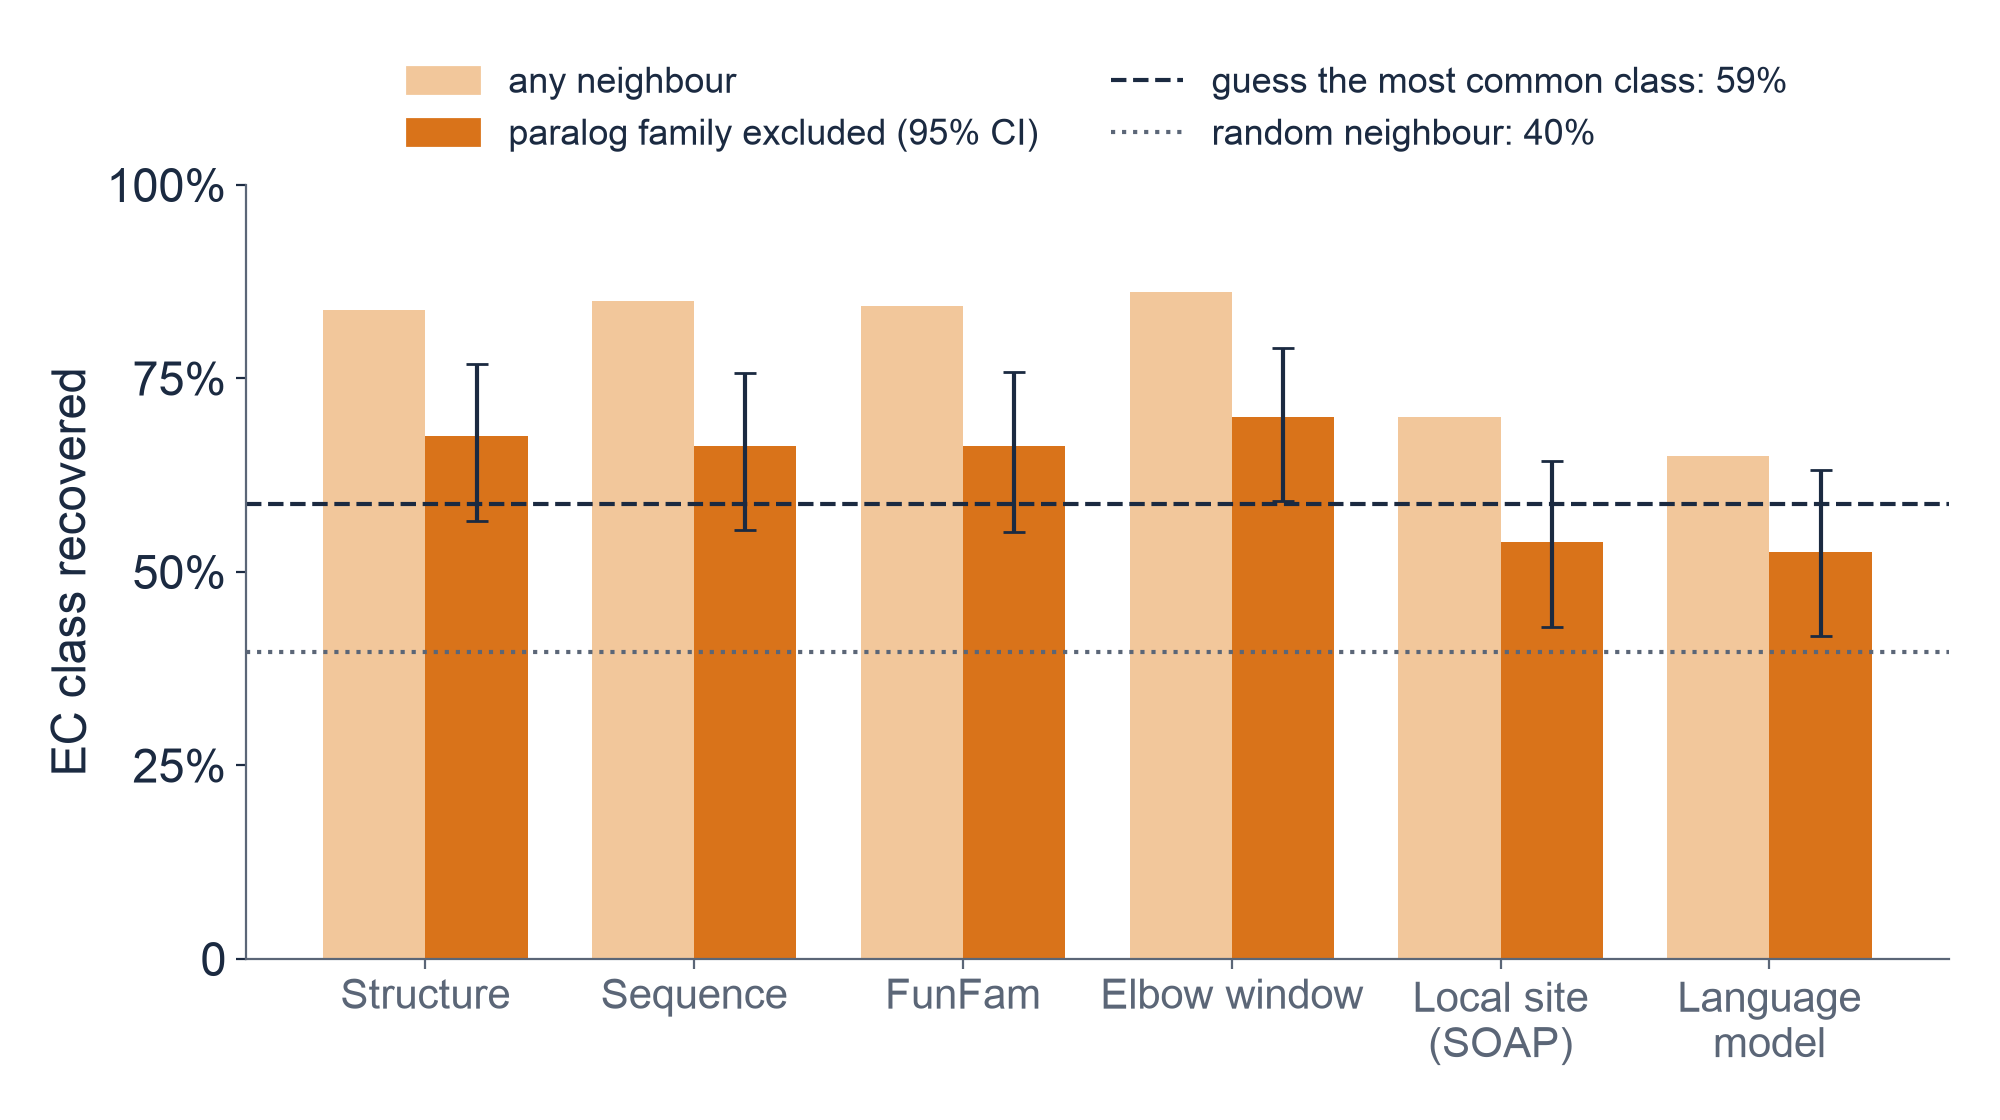 any neighbour
paralog family excluded (95% CI)
guess the most common class: 59%
random neighbour: 40%
100%
75%
50%
25%
0
EC class recovered
Structure
Sequence
FunFam
Elbow window
Local site
(SOAP)
Language
model